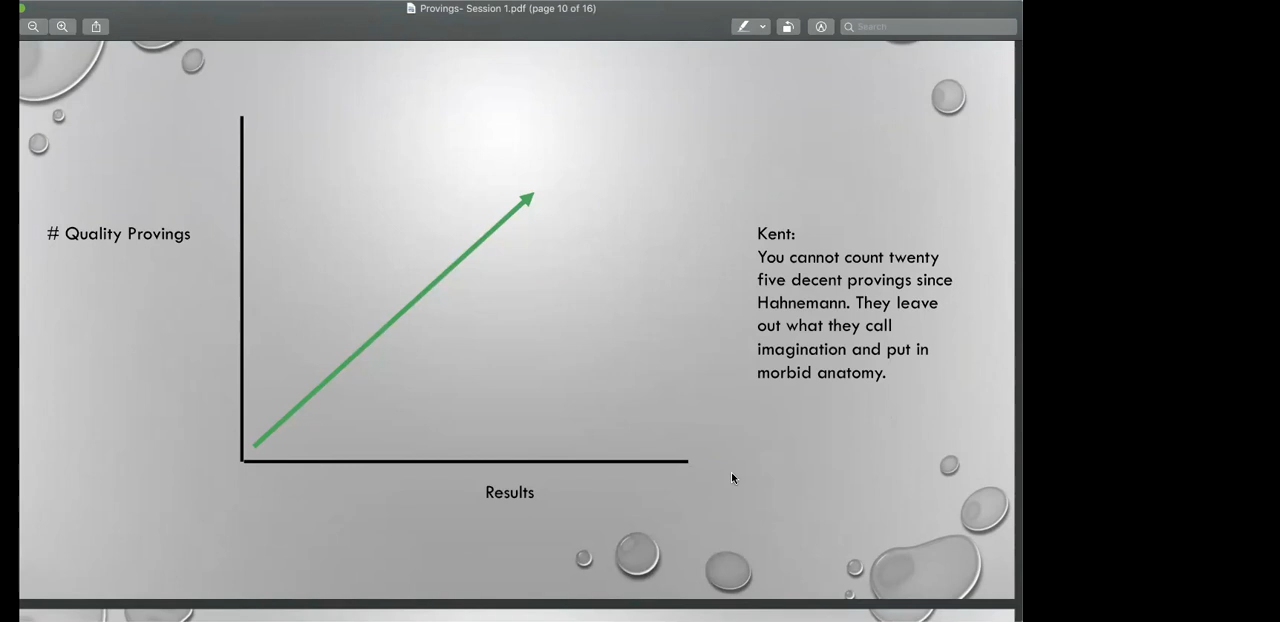 Provings- Session 1.pdf (page 10 of 16)
Search
# Quality Provings
Kent:
You cannot count twenty
five decent provings since
Hahnemann. They leave
out what they call
imagination and put in
morbid anatomy.
Results